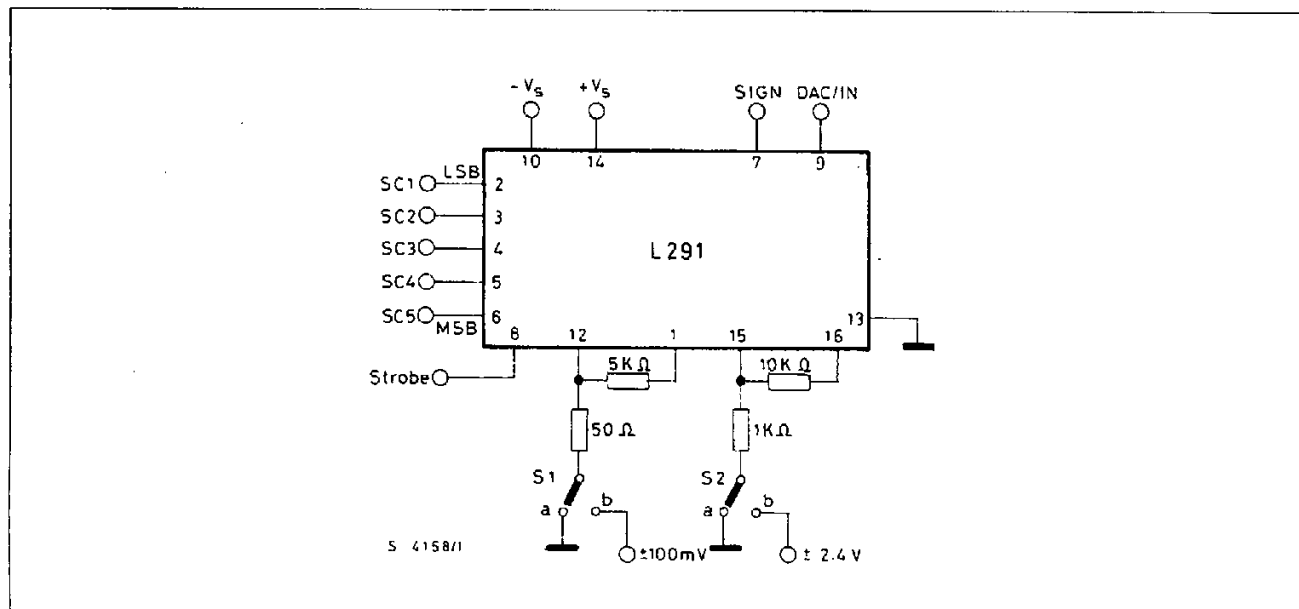 -Vs +Vs SIGN DAC/IN
10 14 7 9
SC1 LSB 2
SC2 3
SC3 4
L291
SC4 5
SC5 MSB 6
13
8 12 1 15 16
5KΩ 10KΩ
Strobe
50Ω 1KΩ
S1 S2
a b a b
S 4158/1 ±100mV ± 2.4 V